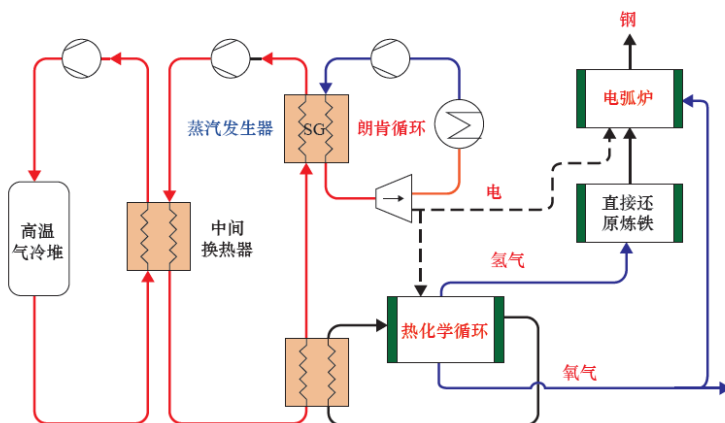 钢
电弧炉
蒸汽发生器
SG
朗肯循环
电
直接还
原炼铁
高温
气冷堆
中间
换热器
氢气
热化学循环
氧气